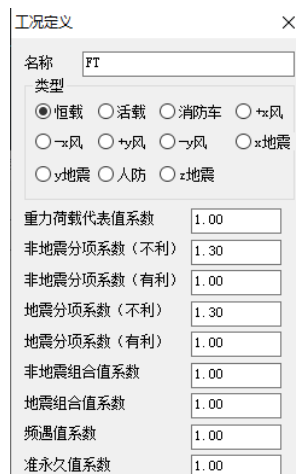 工况定义
名称 FT
类型
恒载 活载 消防车 +x风
-x风 +y风 -y风 x地震
y地震 人防 z地震
重力荷载代表值系数 1.00
非地震分项系数（不利） 1.30
非地震分项系数（有利） 1.00
地震分项系数（不利） 1.30
地震分项系数（有利） 1.00
非地震组合值系数 1.00
地震组合值系数 1.00
频遇值系数 1.00
准永久值系数 1.00